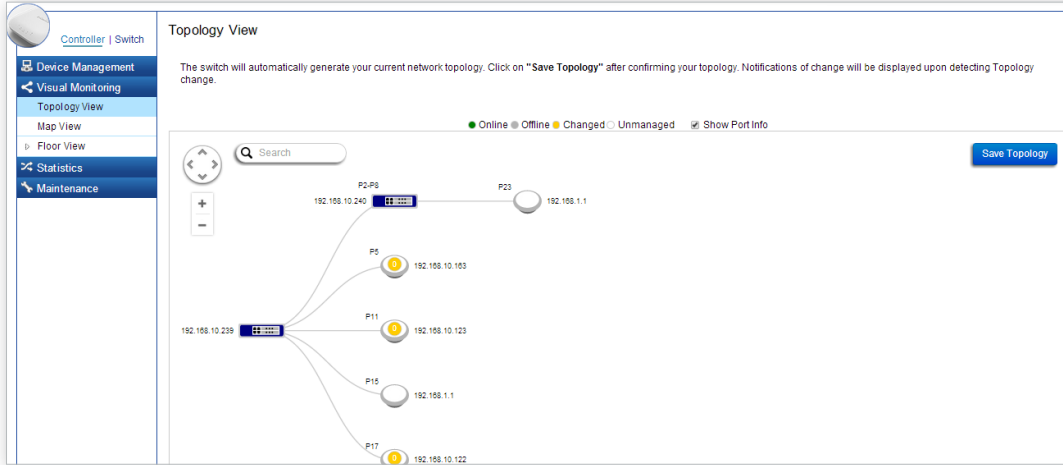 Controller | Switch
Device Management
Visual Monitoring
Topology View
Map View
Floor View
Statistics
Maintenance
Topology View
The switch will automatically generate your current network topology. Click on "Save Topology" after confirming your topology. Notifications of change will be displayed upon detecting Topology
change.
Online Offline Changed Unmanaged Show Port Info
Search
Save Topology
P2-P8
P23
192.168.10.240
192.168.1.1
P5
0
192.168.10.163
P11
192.168.10.239
0
192.168.10.123
P15
192.168.1.1
P17
0
192.168.10.122